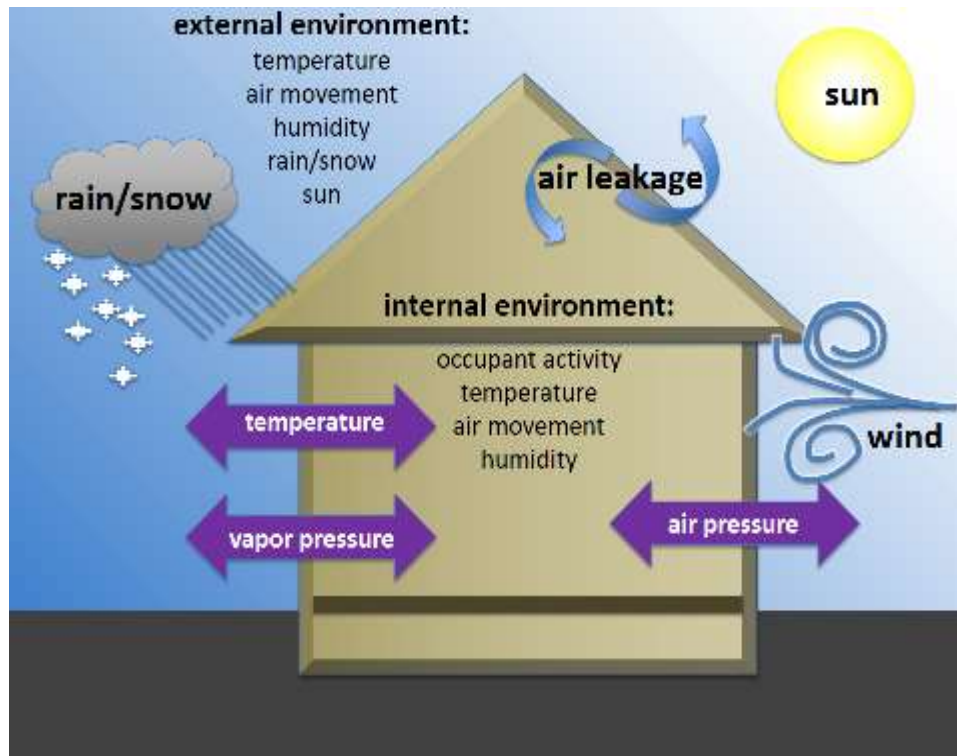 external environment:
temperature
air movement
humidity
rain/snow
sun
sun
rain/snow
air leakage
internal environment:
occupant activity
temperature
air movement
humidity
temperature
wind
vapor pressure
air pressure